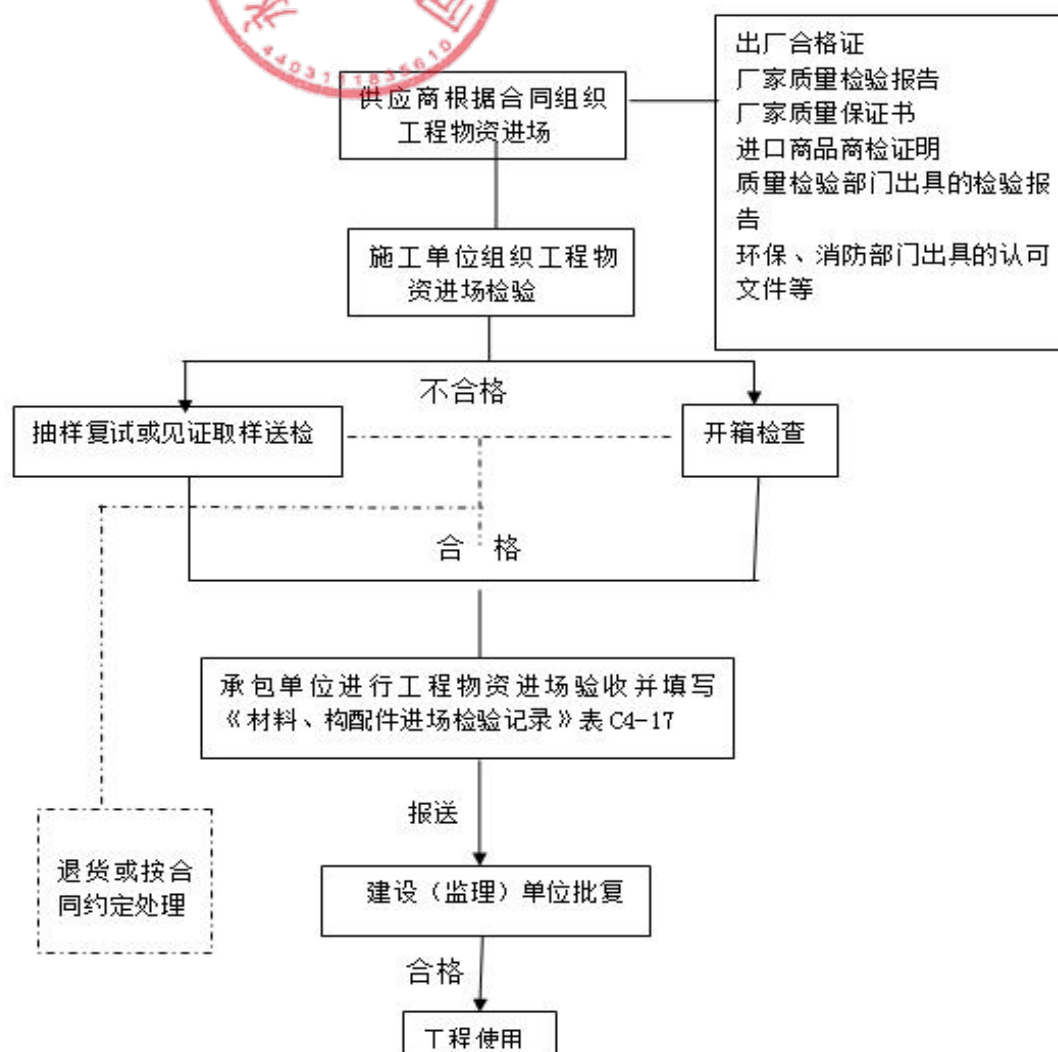 4403111835610
供应商根据合同组织
工程物资进场
出厂合格证
厂家质量检验报告
厂家质量保证书
进口商品商检证明
质量检验部门出具的检验报
告
环保、消防部门出具的认可
文件等
施工单位组织工程物
资进场检验
不合格
抽样复试或见证取样送检
开箱检查
合 格
承包单位进行工程物资进场验收并填写
《材料、构配件进场检验记录》表C4-17
报送
退货或按合
同约定处理
建设（监理）单位批复
合格
工程使用